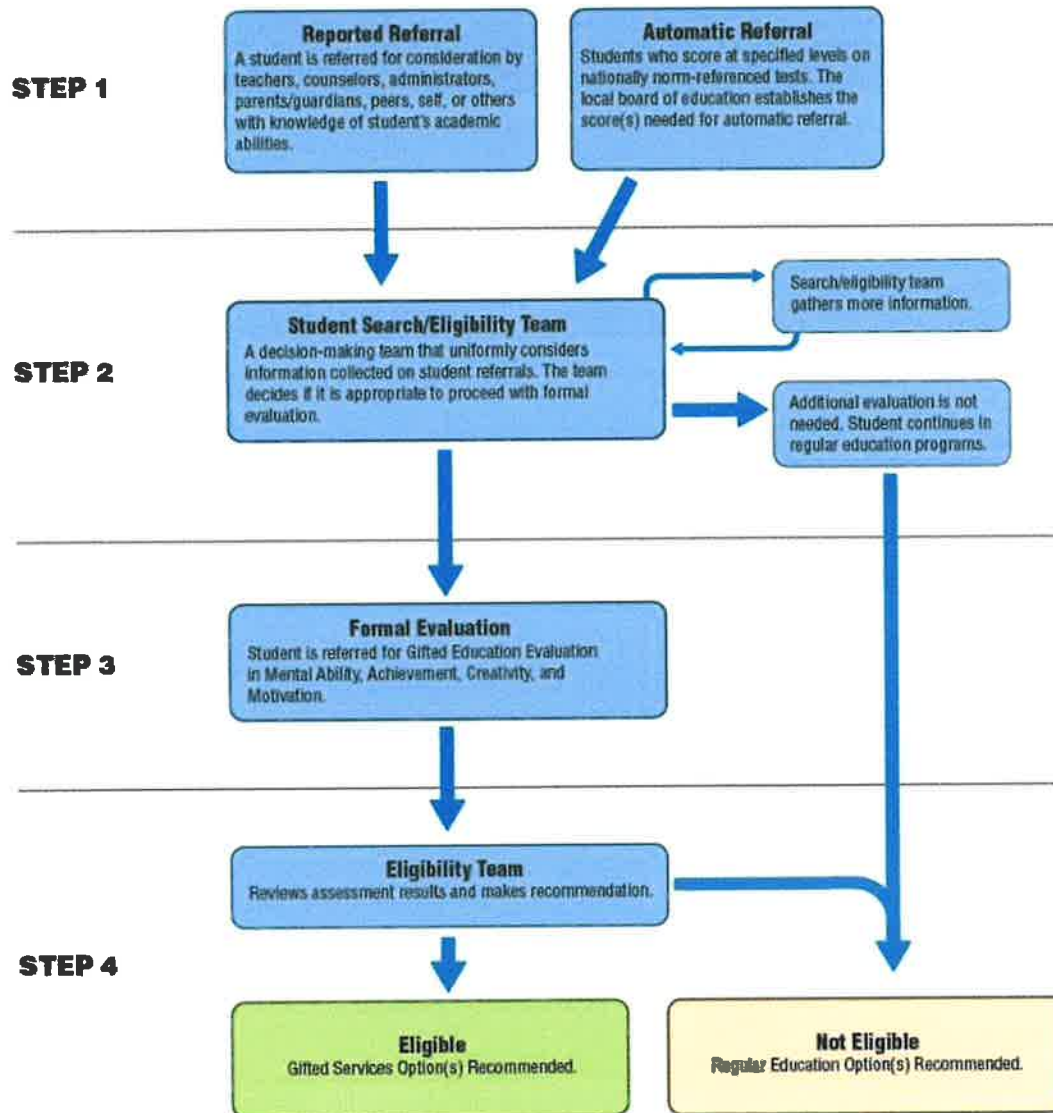 STEP 1
Reported Referral
A student is referred for consideration by
teachers, counselors, administrators,
parents/guardians, peers, self, or others
with knowledge of student's academic
abilities.
Automatic Referral
Students who score at specified levels on
nationally norm-referenced tests. The
local board of education establishes the
score(s) needed for automatic referral.
STEP 2
Student Search/Eligibility Team
A decision-making team that uniformly considers
information collected on student referrals. The team
decides if it is appropriate to proceed with formal
evaluation.
Search/eligibility team
gathers more information.
Additional evaluation is not
needed. Student continues in
regular education programs.
STEP 3
Formal Evaluation
Student is referred for Gifted Education Evaluation
in Mental Ability, Achievement, Creativity, and
Motivation.
STEP 4
Eligibility Team
Reviews assessment results and makes recommendation.
Eligible
Gifted Services Option(s) Recommended.
Not Eligible
Regular Education Option(s) Recommended.